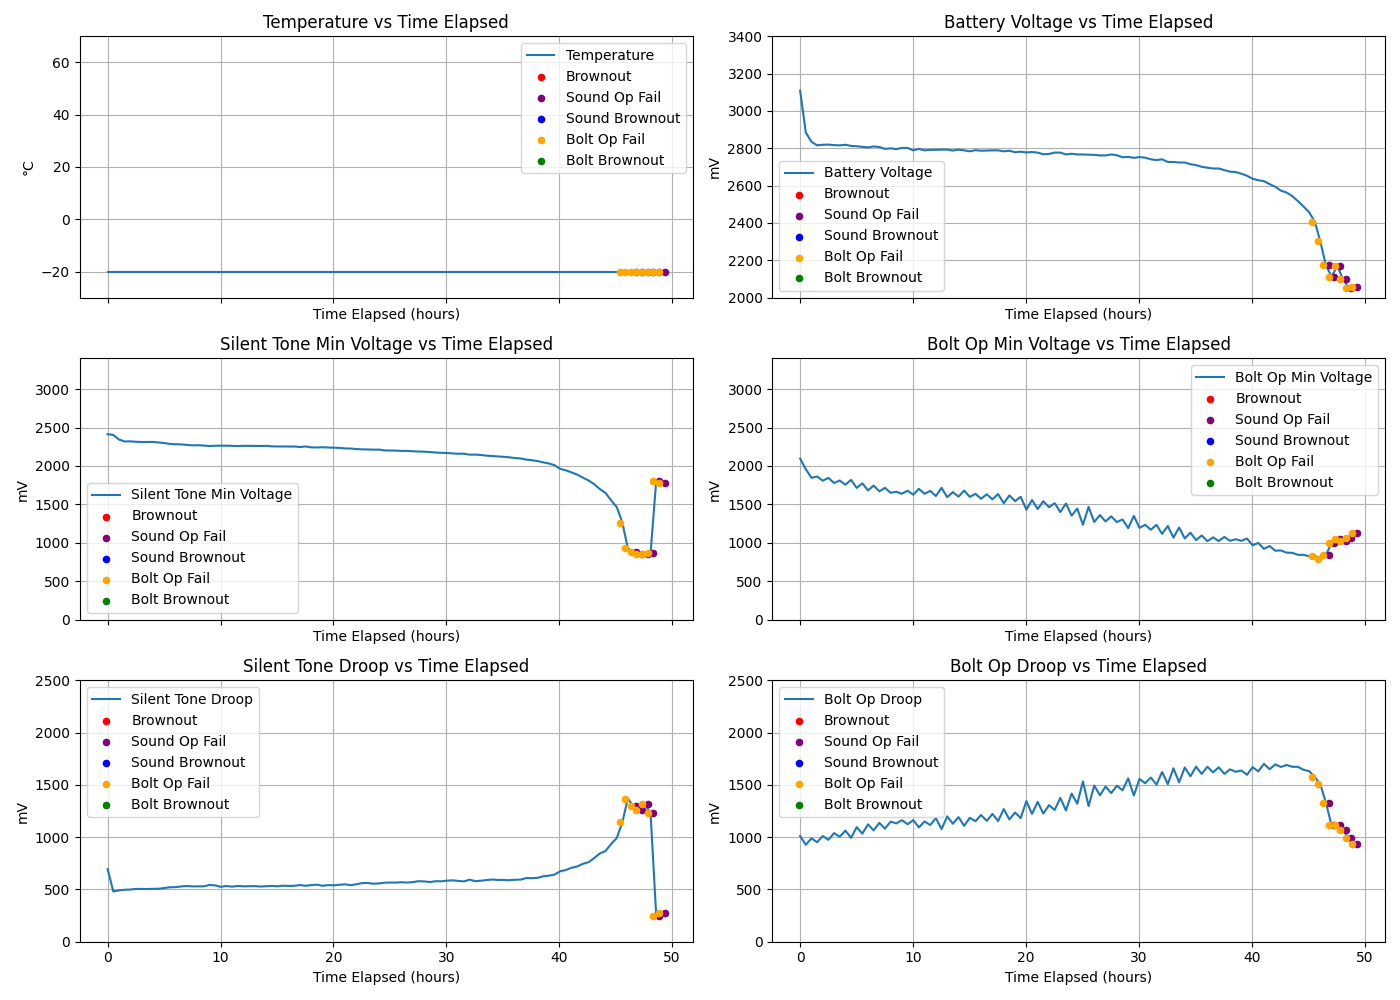 Temperature vs Time Elapsed
60
40
20
0
−20
°C
Temperature
Brownout
Sound Op Fail
Sound Brownout
Bolt Op Fail
Bolt Brownout
Time Elapsed (hours)
Battery Voltage vs Time Elapsed
3400
3200
3000
2800
2600
2400
2200
2000
mV
Battery Voltage
Brownout
Sound Op Fail
Sound Brownout
Bolt Op Fail
Bolt Brownout
Time Elapsed (hours)
Silent Tone Min Voltage vs Time Elapsed
3000
2500
2000
1500
1000
500
0
mV
Silent Tone Min Voltage
Brownout
Sound Op Fail
Sound Brownout
Bolt Op Fail
Bolt Brownout
Time Elapsed (hours)
Bolt Op Min Voltage vs Time Elapsed
3000
2500
2000
1500
1000
500
0
mV
Bolt Op Min Voltage
Brownout
Sound Op Fail
Sound Brownout
Bolt Op Fail
Bolt Brownout
Time Elapsed (hours)
Silent Tone Droop vs Time Elapsed
2500
2000
1500
1000
500
0
mV
Silent Tone Droop
Brownout
Sound Op Fail
Sound Brownout
Bolt Op Fail
Bolt Brownout
0 10 20 30 40 50
Time Elapsed (hours)
Bolt Op Droop vs Time Elapsed
2500
2000
1500
1000
500
0
mV
Bolt Op Droop
Brownout
Sound Op Fail
Sound Brownout
Bolt Op Fail
Bolt Brownout
0 10 20 30 40 50
Time Elapsed (hours)